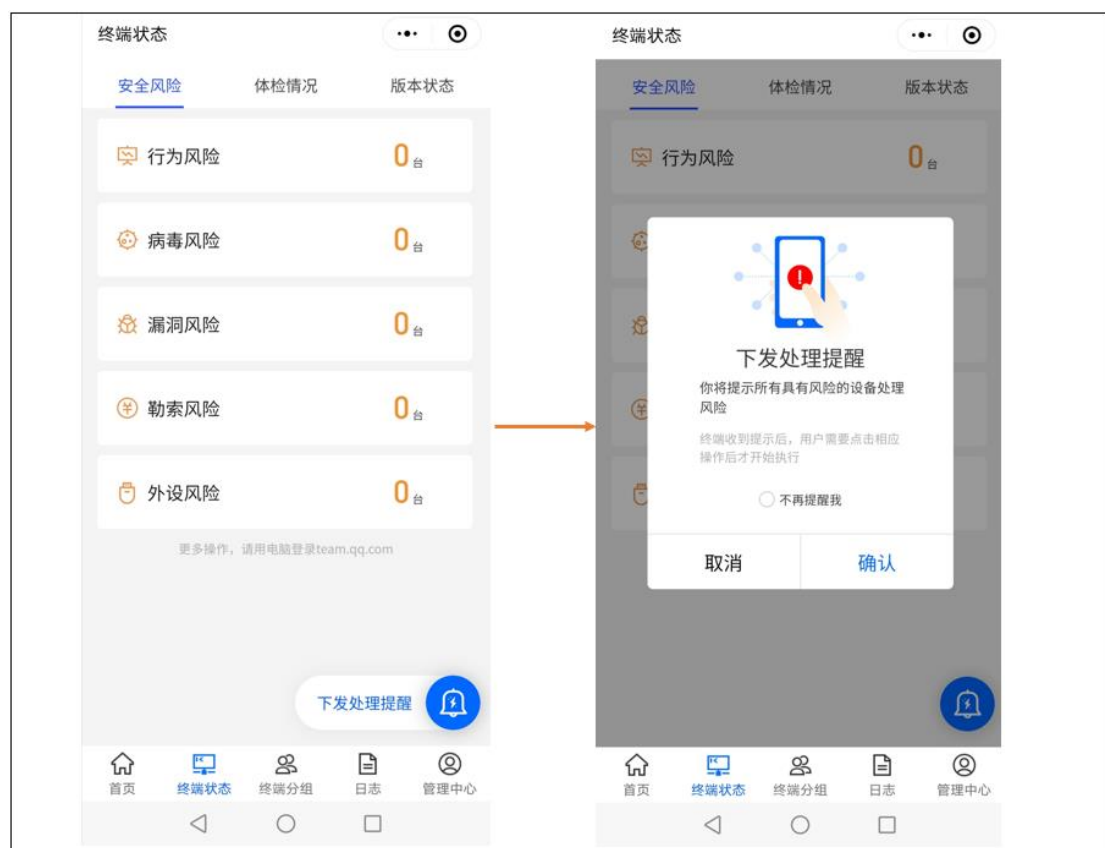 终端状态
安全风险 体检情况 版本状态
行为风险 0台
病毒风险 0台
漏洞风险 0台
勒索风险 0台
外设风险 0台
更多操作，请用电脑登录team.qq.com
下发处理提醒
首页 终端状态 终端分组 日志 管理中心
终端状态
安全风险 体检情况 版本状态
行为风险 0台
下发处理提醒
你将提示所有具有风险的设备处理
风险
终端收到提示后，用户需要点击相应
操作后才开始执行
不再提醒我
取消 确认
首页 终端状态 终端分组 日志 管理中心